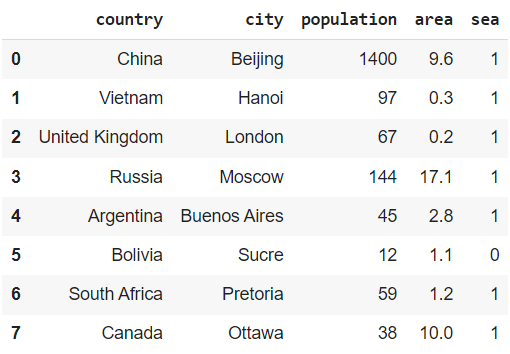 country city population area sea
0 China Beijing 1400 9.6 1
1 Vietnam Hanoi 97 0.3 1
2 United Kingdom London 67 0.2 1
3 Russia Moscow 144 17.1 1
4 Argentina Buenos Aires 45 2.8 1
5 Bolivia Sucre 12 1.1 0
6 South Africa Pretoria 59 1.2 1
7 Canada Ottawa 38 10.0 1